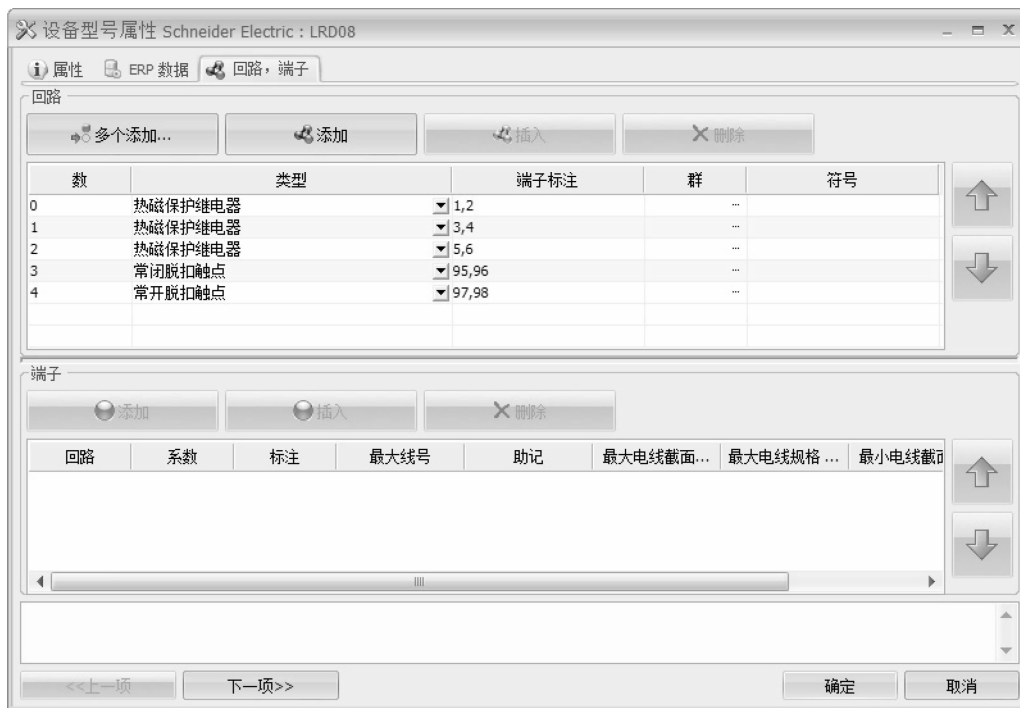 设备型号属性 Schneider Electric : LRD08
属性 ERP 数据 回路，端子
回路
多个添加... 添加 插入 删除
数 类型 端子标注 群 符号
0 热磁保护继电器 1,2 ...
1 热磁保护继电器 3,4 ...
2 热磁保护继电器 5,6 ...
3 常闭脱扣触点 95,96 ...
4 常开脱扣触点 97,98 ...
端子
添加 插入 删除
回路 系数 标注 最大线号 助记 最大电线截面... 最大电线规格 ... 最小电线截面
<<上一项 下一项>> 确定 取消